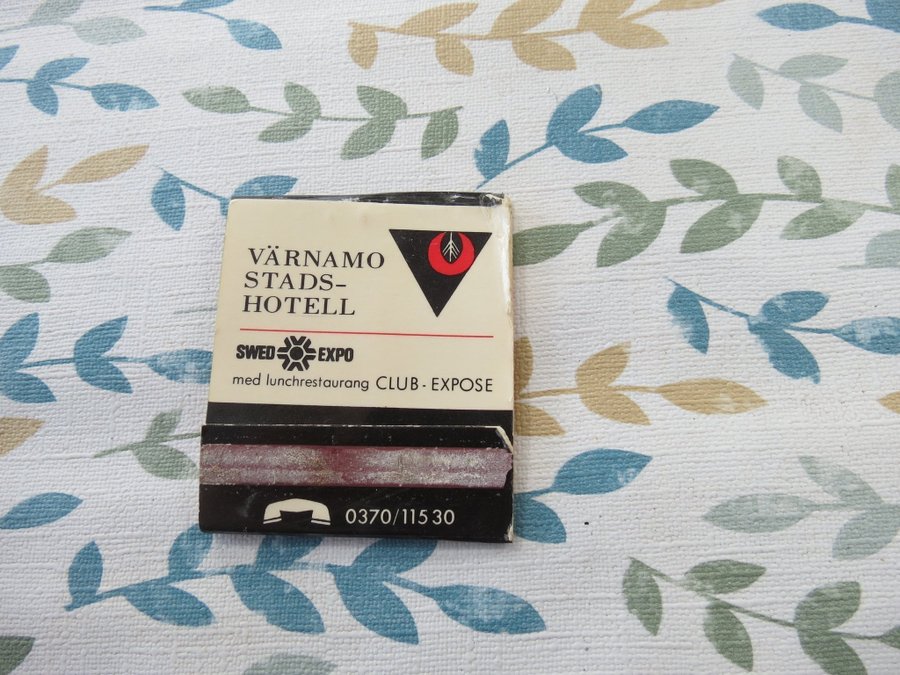 VÄRNAMO
STADS-
HOTELL
SWED EXPO
med lunchrestaurang CLUB - EXPOSE
0370/115 30